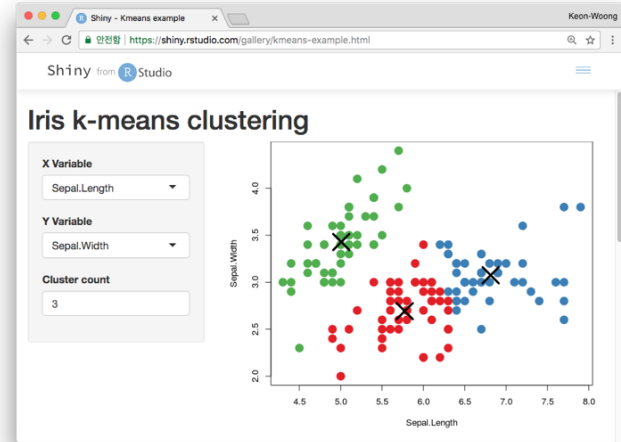 Shiny - Kmeans example
Keon-Woong
안전함 | https://shiny.rstudio.com/gallery/kmeans-example.html
Shiny from R Studio
Iris k-means clustering
X Variable
Sepal.Length
Y Variable
Sepal.Width
Cluster count
3
Sepal.Width
4.0
3.5
3.0
2.5
2.0
4.5 5.0 5.5 6.0 6.5 7.0 7.5 8.0
Sepal.Length